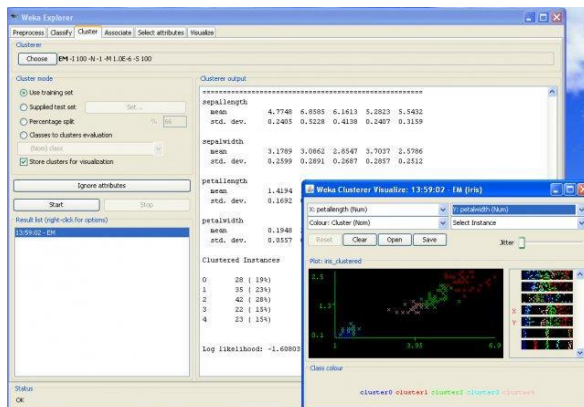 Weka Explorer
Preprocess Classify Cluster Associate Select attributes Visualize
Clusterer
Choose EM -I 100 -N -1 -M 1.0E-6 -S 100
Cluster mode
Use training set
Supplied test set Set...
Percentage split % 66
Classes to clusters evaluation
(Nom) class
Store clusters for visualization
Ignore attributes
Start Stop
Result list (right-click for options)
13:59:02 - EM
Clusterer output
sepallength
mean 4.7748 6.8585 6.1613 5.2823 5.5432
std. dev. 0.2405 0.5228 0.4138 0.2407 0.3159
sepalwidth
mean 3.1789 3.0862 2.8547 3.7037 2.5786
std. dev. 0.2599 0.2891 0.2687 0.2857 0.2512
petallength
mean 1.4194
std. dev. 0.1692
petalwidth
mean 0.1948
std. dev. 0.0557
Clustered Instances
0 28 ( 19%)
1 35 ( 23%)
2 42 ( 28%)
3 22 ( 15%)
4 23 ( 15%)
Log likelihood: -1.60803
Status
OK
Weka Clusterer Visualize: 13:59:02 - EM (iris)
X: petallength (Num) Y: petalwidth (Num)
Colour: Cluster (Nom) Select Instance
Reset Clear Open Save Jitter
Plot: iris_clustered
2.5
1.3
0.1
1 3.95 6.9
X
Y
Class colour
cluster0 cluster1 cluster2 cluster3 cluster4